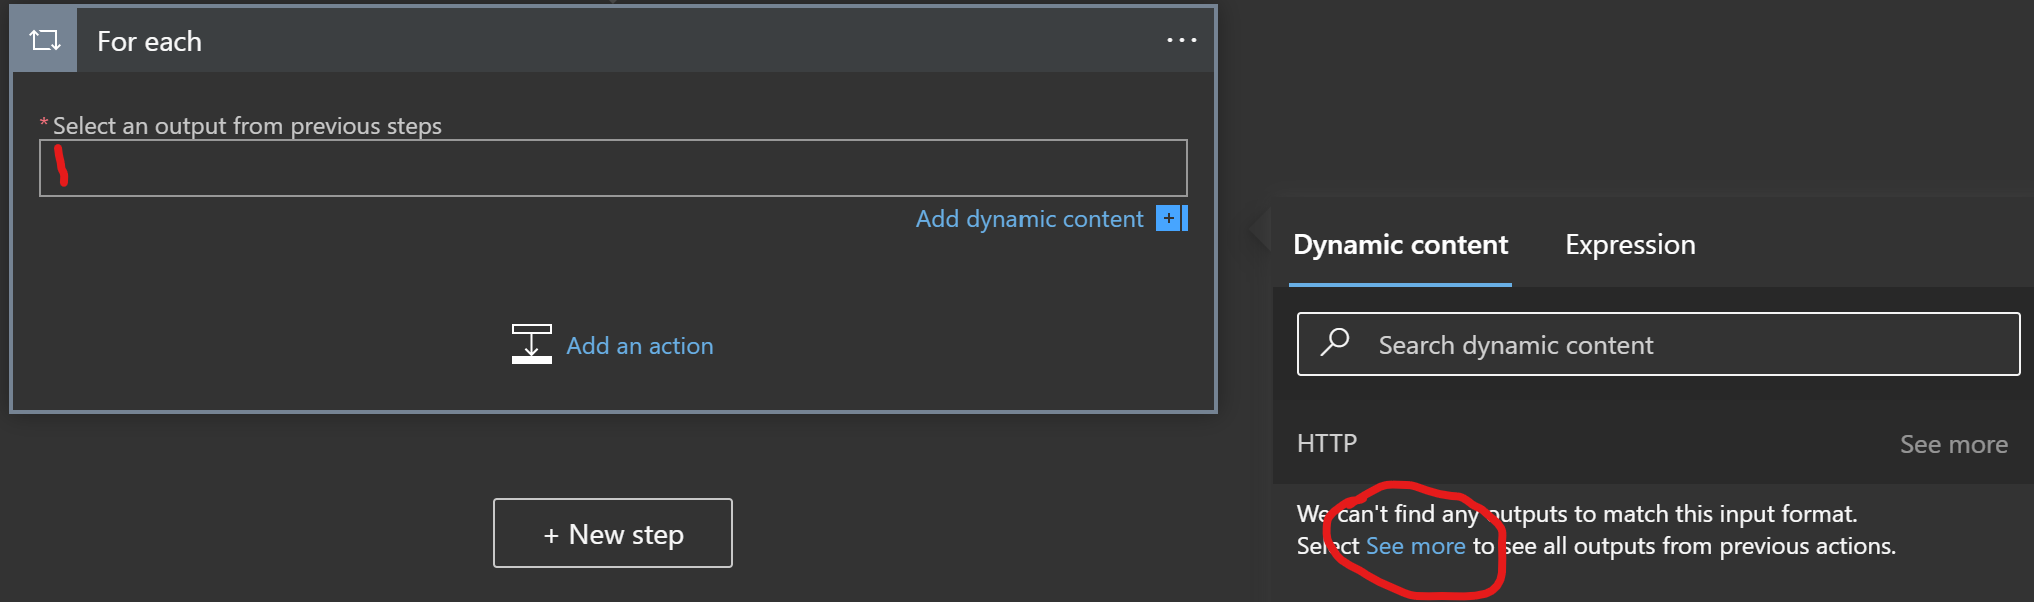 For each
* Select an output from previous steps
Add dynamic content
Add an action
+ New step
Dynamic content
Expression
Search dynamic content
HTTP
See more
We can't find any outputs to match this input format.
Select See more to see all outputs from previous actions.